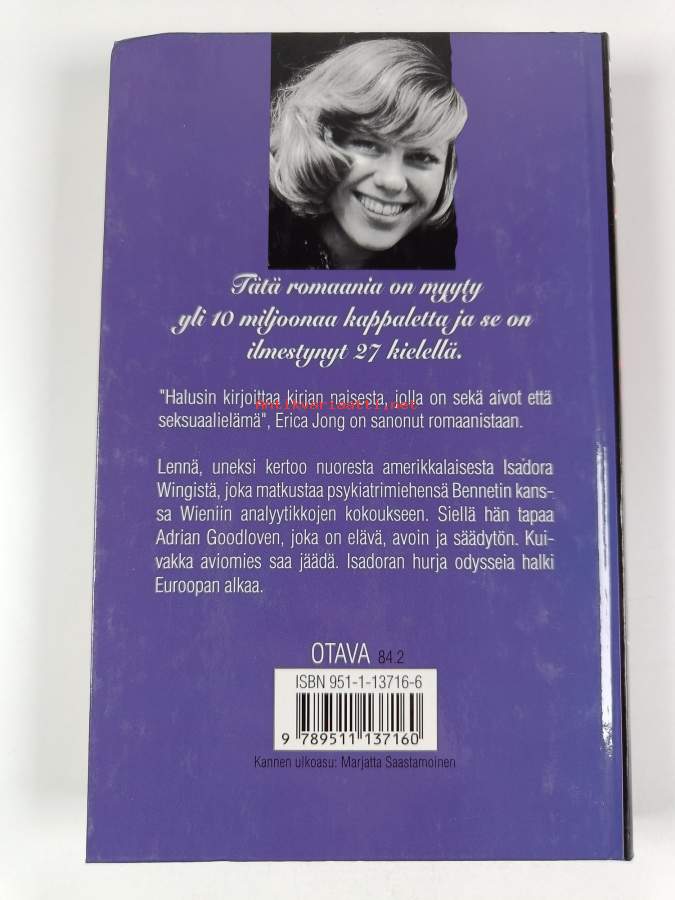 Tätä romaania on myyty
yli 10 miljoonaa kappaletta ja se on
ilmestynyt 27 kielellä.
"Halusin kirjoittaa kirjan naisesta, jolla on sekä aivot että
Antikvariaatti.net
seksuaalielämä", Erica Jong on sanonut romaanistaan.
Lennä, uneksi kertoo nuoresta amerikkalaisesta Isadora
Wingistä, joka matkustaa psykiatrimiehensä Bennetin kans-
sa Wieniin analyytikkojen kokoukseen. Siellä hän tapaa
Adrian Goodloven, joka on elävä, avoin ja säädytön. Kui-
vakka aviomies saa jäädä. Isadoran hurja odysseia halki
Euroopan alkaa.
OTAVA 84.2
ISBN 951-1-13716-6
9 789511 137160
Kannen ulkoasu: Marjatta Saastamoinen